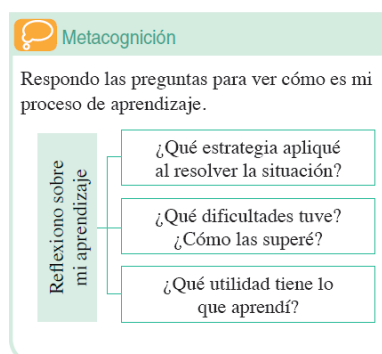 Metacognición
Respondo las preguntas para ver cómo es mi
proceso de aprendizaje.
Reflexiono sobre
mi aprendizaje
¿Qué estrategia apliqué
al resolver la situación?
¿Qué dificultades tuve?
¿Cómo las superé?
¿Qué utilidad tiene lo
que aprendí?